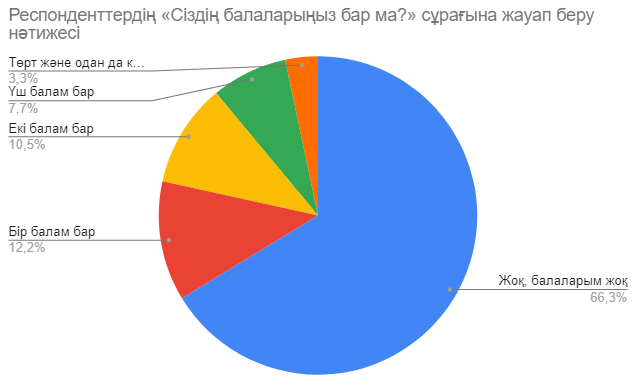 Респонденттердің «Сіздің балаларыңыз бар ма?» сұрағына жауап беру
нәтижесі
Төрт және одан да к…
3,3%
Үш балам бар
7,7%
Екі балам бар
10,5%
Бір балам бар
12,2%
Жоқ, балаларым жоқ
66,3%